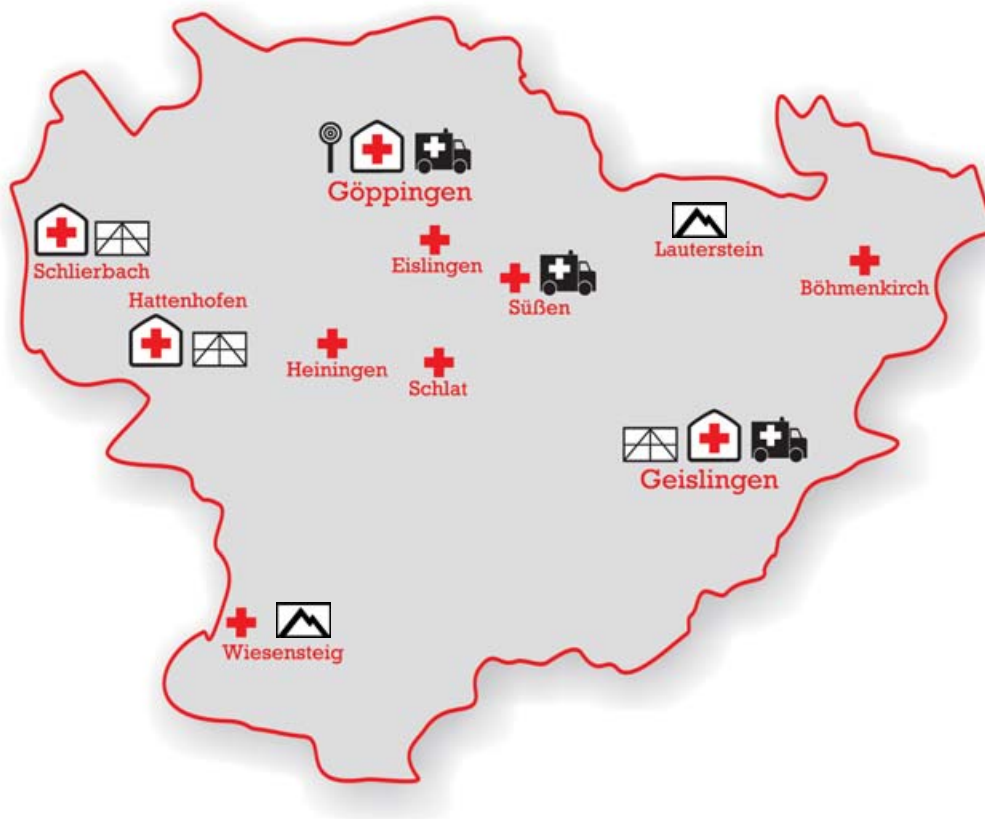 Göppingen
Schlierbach
Eislingen
Lauterstein
Böhmenkirch
Hattenhofen
Süßen
Heiningen
Schlat
Geislingen
Wiesensteig